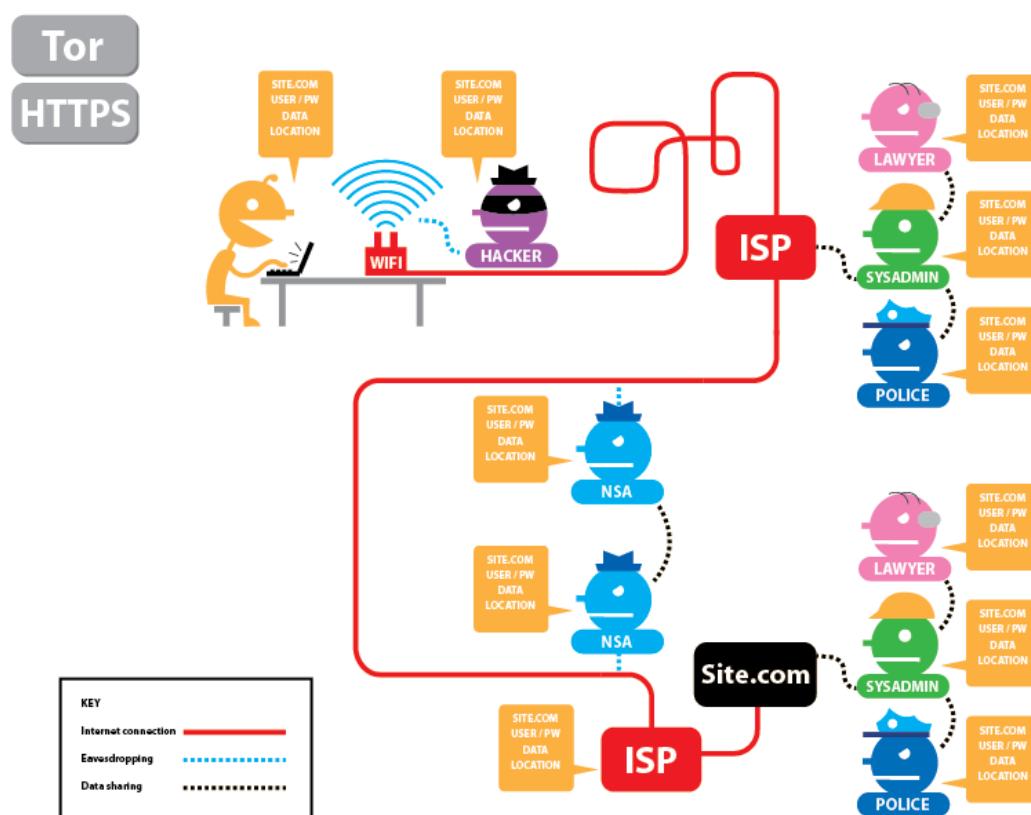 Tor
HTTPS
SITE.COM
USER / PW
DATA
LOCATION
SITE.COM
USER / PW
DATA
LOCATION
WIFI
HACKER
ISP
SITE.COM
USER / PW
DATA
LOCATION
LAWYER
SITE.COM
USER / PW
DATA
LOCATION
SYSADMIN
SITE.COM
USER / PW
DATA
LOCATION
POLICE
SITE.COM
USER / PW
DATA
LOCATION
NSA
SITE.COM
USER / PW
DATA
LOCATION
NSA
SITE.COM
USER / PW
DATA
LOCATION
LAWYER
Site.com
SITE.COM
USER / PW
DATA
LOCATION
SYSADMIN
SITE.COM
USER / PW
DATA
LOCATION
POLICE
SITE.COM
USER / PW
DATA
LOCATION
ISP
KEY
Internet connection
Eavesdropping
Data sharing